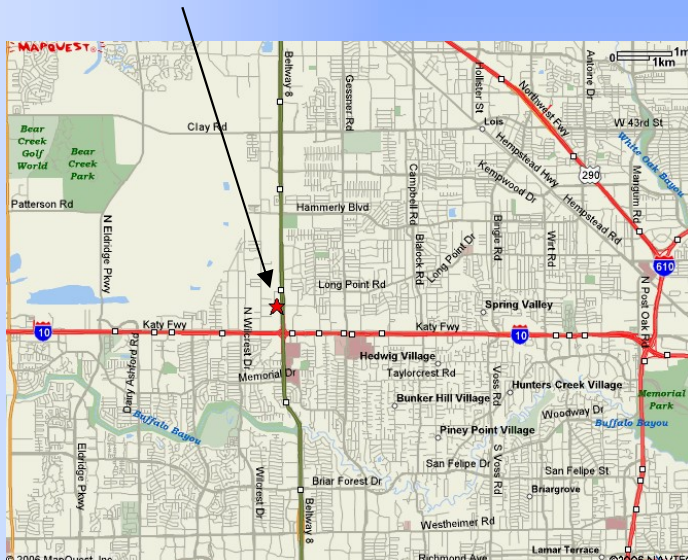 MAPQUEST
0 1m
1km
Beltway 8
Gessner Rd
Hollister St
Antoine Dr
Northwest Fwy
Clay Rd
Lois
W 43rd St
White Oak Bayou
Bear
Creek
Golf
World
Bear
Creek
Park
Hempstead Hwy
Kempwood Dr
290
Mangum Rd
Campbell Rd
Patterson Rd
Hammerly Blvd
Hempstead Rd
N Eldridge Pkwy
Blalock Rd
Long Point Dr
Bingle Rd
Wirt Rd
610
Long Point Rd
N Post Oak Rd
Spring Valley
N Wilcrest Dr
10
Katy Fwy
Katy Fwy
10
Dairy Ashford Rd
Hedwig Village
Memorial Dr
Taylorcrest Rd
Voss Rd
Hunters Creek Village
Memorial
Park
Bunker Hill Village
Woodway Dr
Buffalo Bayou
Buffalo Bayou
Piney Point Village
Eldridge Pkwy
S Voss Rd
San Felipe Dr
San Felipe St
Wilcrest Dr
Briar Forest Dr
Briargrove
Beltway 8
Westheimer Rd
Lamar Terrace
Richmond Ave
© 2006 MapQuest, Inc.
©2006 NAVTEQ